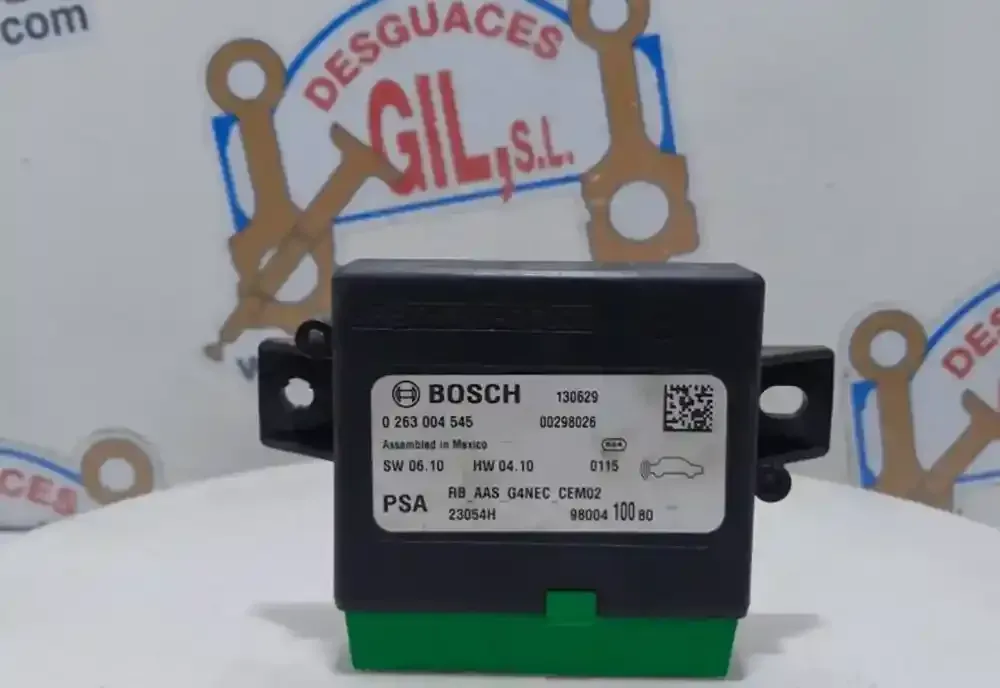 com
DESGUACES
GIL, S.L.
DES
BOSCH 130629
0 263 004 545 00298026
Assembled in Mexico
SW 06.10 HW 04.10 0115
PSA RB_AAS_G4NEC_CEM02
23054H 98004 100 80